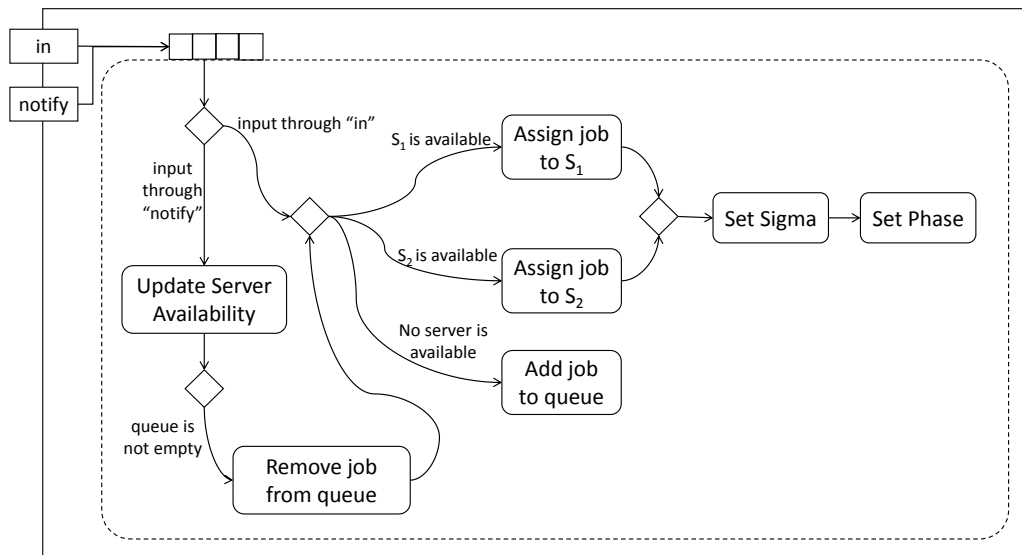 in
notify
input through “in”
input
through
“notify”
S₁ is available
Assign job
to S₁
Set Sigma
Set Phase
S₂ is available
Assign job
to S₂
Update Server
Availability
No server is
available
Add job
to queue
queue is
not empty
Remove job
from queue